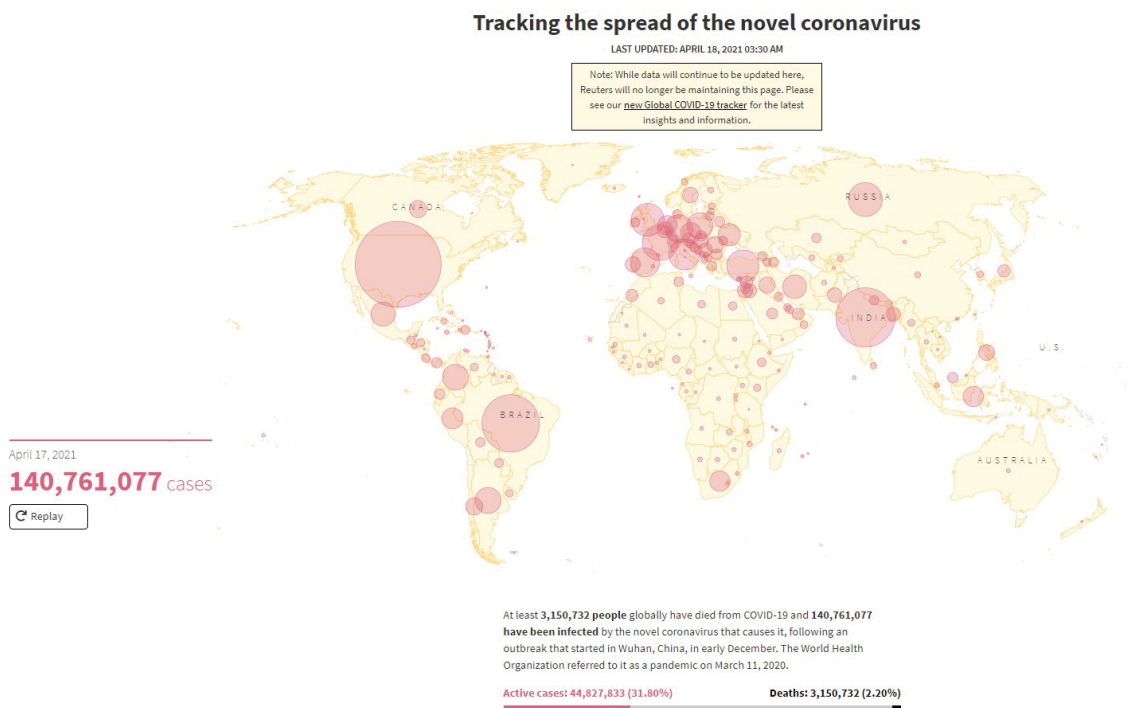 Tracking the spread of the novel coronavirus
LAST UPDATED: APRIL 18, 2021 03:30 AM
Note: While data will continue to be updated here,
Reuters will no longer be maintaining this page. Please
see our new Global COVID-19 tracker for the latest
insights and information.
CANADA
RUSSIA
INDIA
U.S.
BRAZIL
AUSTRALIA
April 17, 2021
140,761,077 cases
Replay
At least 3,150,732 people globally have died from COVID-19 and 140,761,077
have been infected by the novel coronavirus that causes it, following an
outbreak that started in Wuhan, China, in early December. The World Health
Organization referred to it as a pandemic on March 11, 2020.
Active cases: 44,827,833 (31.80%)
Deaths: 3,150,732 (2.20%)